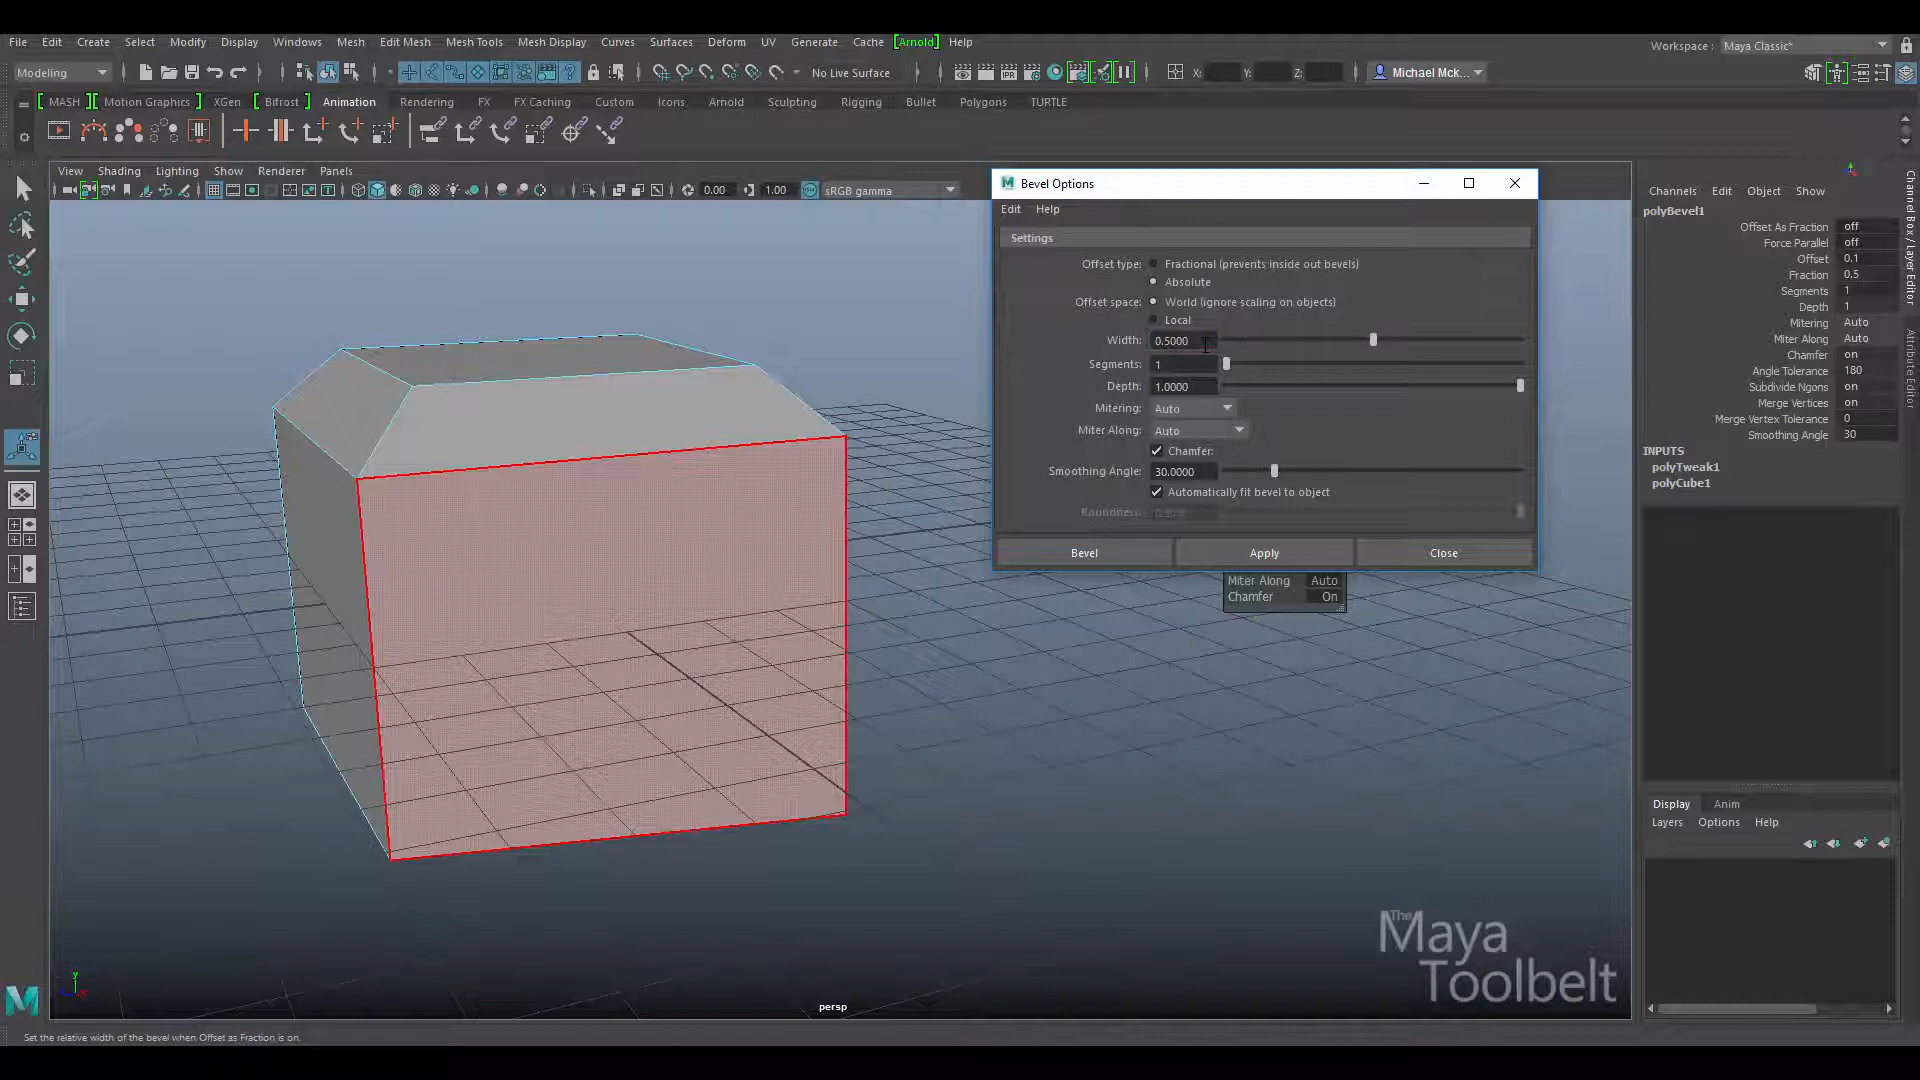 File Edit Create Select Modify Display Windows Mesh Edit Mesh Mesh Tools Mesh Display Curves Surfaces Deform UV Generate Cache [Arnold] Help
Workspace : Maya Classic*
Modeling No Live Surface X: Y: Z: Michael Mck...
MASH Motion Graphics XGen Bifrost Animation Rendering FX FX Caching Custom Icons Arnold Sculpting Rigging Bullet Polygons TURTLE
View Shading Lighting Show Renderer Panels
0.00 1.00 sRGB gamma
Bevel Options
Edit Help
Settings
Offset type: Fractional (prevents inside out bevels)
Absolute
Offset space: World (ignore scaling on objects)
Local
Width: 0.5000
Segments: 1
Depth: 1.0000
Mitering: Auto
Miter Along: Auto
Chamfer:
Smoothing Angle: 30.0000
Automatically fit bevel to object
Roundness:
Bevel Apply Close
Miter Along Auto
Chamfer On
Channels Edit Object Show
polyBevel1
Offset As Fraction off
Force Parallel off
Offset 0.1
Fraction 0.5
Segments 1
Depth 1
Mitering Auto
Miter Along Auto
Chamfer on
Angle Tolerance 180
Subdivide Ngons on
Merge Vertices on
Merge Vertex Tolerance 0
Smoothing Angle 30
INPUTS
polyTweak1
polyCube1
Channel Box / Layer Editor
Attribute Editor
Display Anim
Layers Options Help
The
Maya
Toolbelt
y
persp
Set the relative width of the bevel when Offset as Fraction is on.